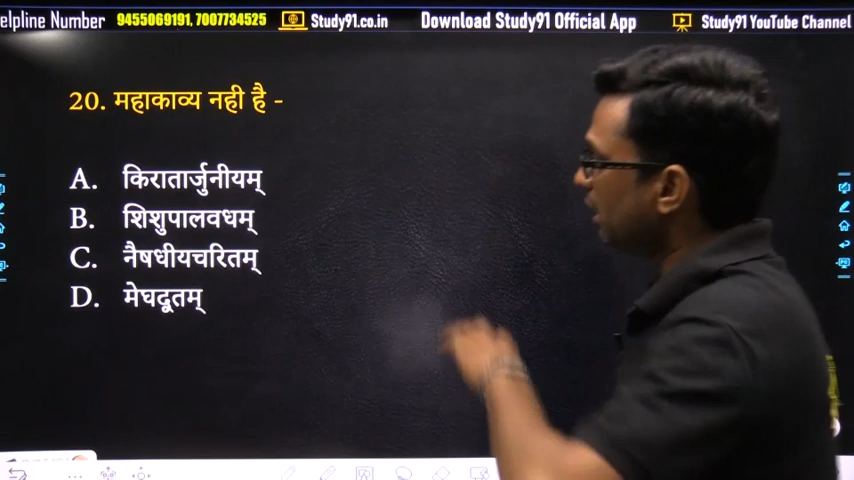 elpline Number 9455069191, 7007734525 Study91.co.in Download Study91 Official App Study91 YouTube Channel
20. महाकाव्य नही है -
A. किरातार्जुनीयम्
B. शिशुपालवधम्
C. नैषधीयचरितम्
D. मेघदूतम्